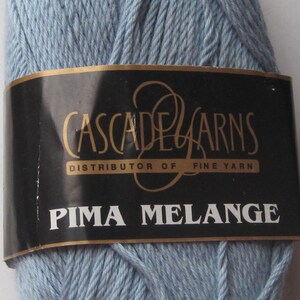 CASCADE YARNS
DISTRIBUTOR OF FINE YARN
PIMA MELANGE